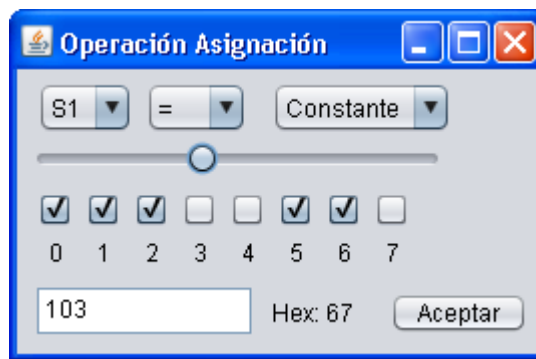 Operación Asignación
S1 = Constante
0 1 2 3 4 5 6 7
103 Hex: 67 Aceptar